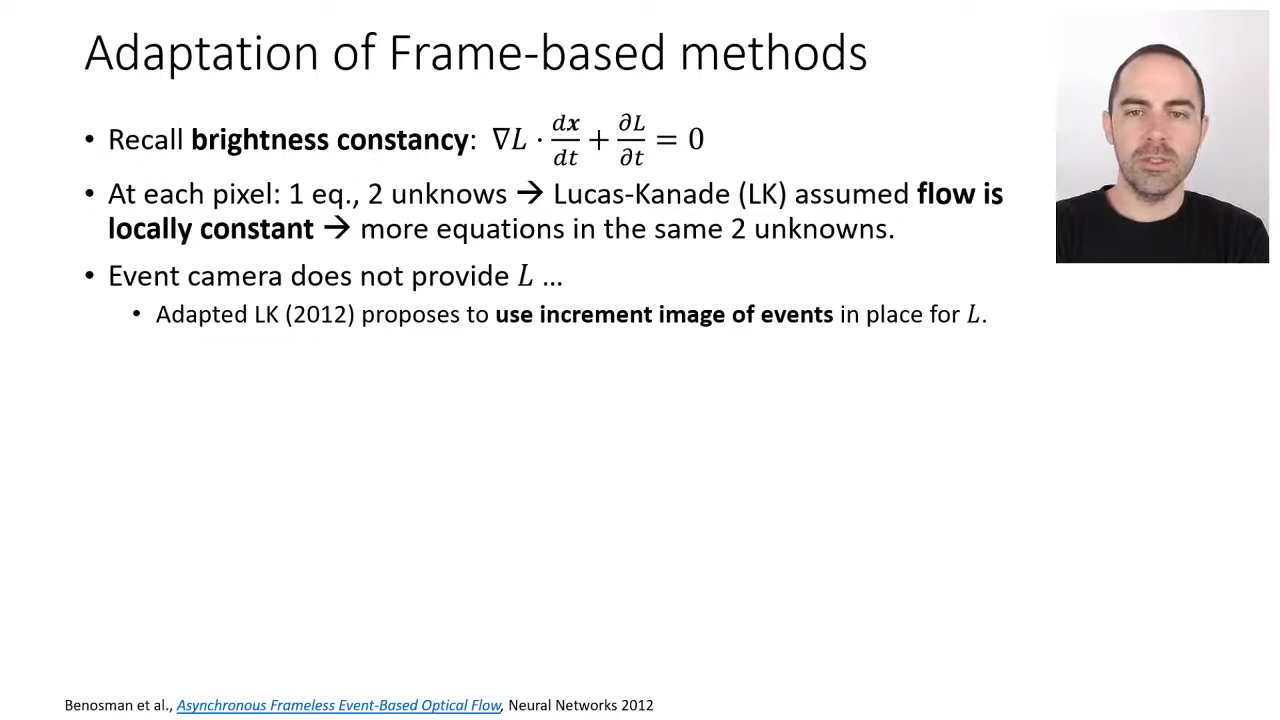 Adaptation of Frame-based methods
• Recall brightness constancy: ∇L · dx/dt + ∂L/∂t = 0
• At each pixel: 1 eq., 2 unknows → Lucas-Kanade (LK) assumed flow is
locally constant → more equations in the same 2 unknowns.
• Event camera does not provide L ...
• Adapted LK (2012) proposes to use increment image of events in place for L.
Benosman et al., Asynchronous Frameless Event-Based Optical Flow, Neural Networks 2012